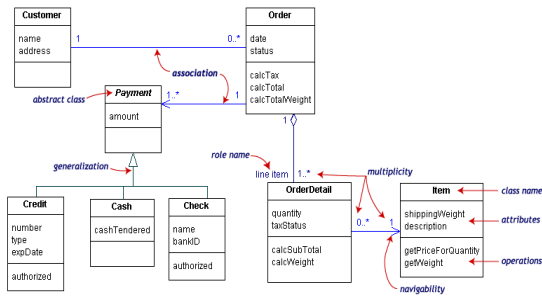 Customer
name
address
1
0..*
Order
date
status
calcTax
calcTotal
calcTotalWeight
association
abstract class
Payment
amount
1..*
1
generalization
1
role name
line item
1..*
multiplicity
Credit
number
type
expDate
authorized
Cash
cashTendered
Check
name
bankID
authorized
OrderDetail
quantity
taxStatus
calcSubTotal
calcWeight
0..*
1
Item
shippingWeight
description
getPriceForQuantity
getWeight
class name
attributes
operations
navigability